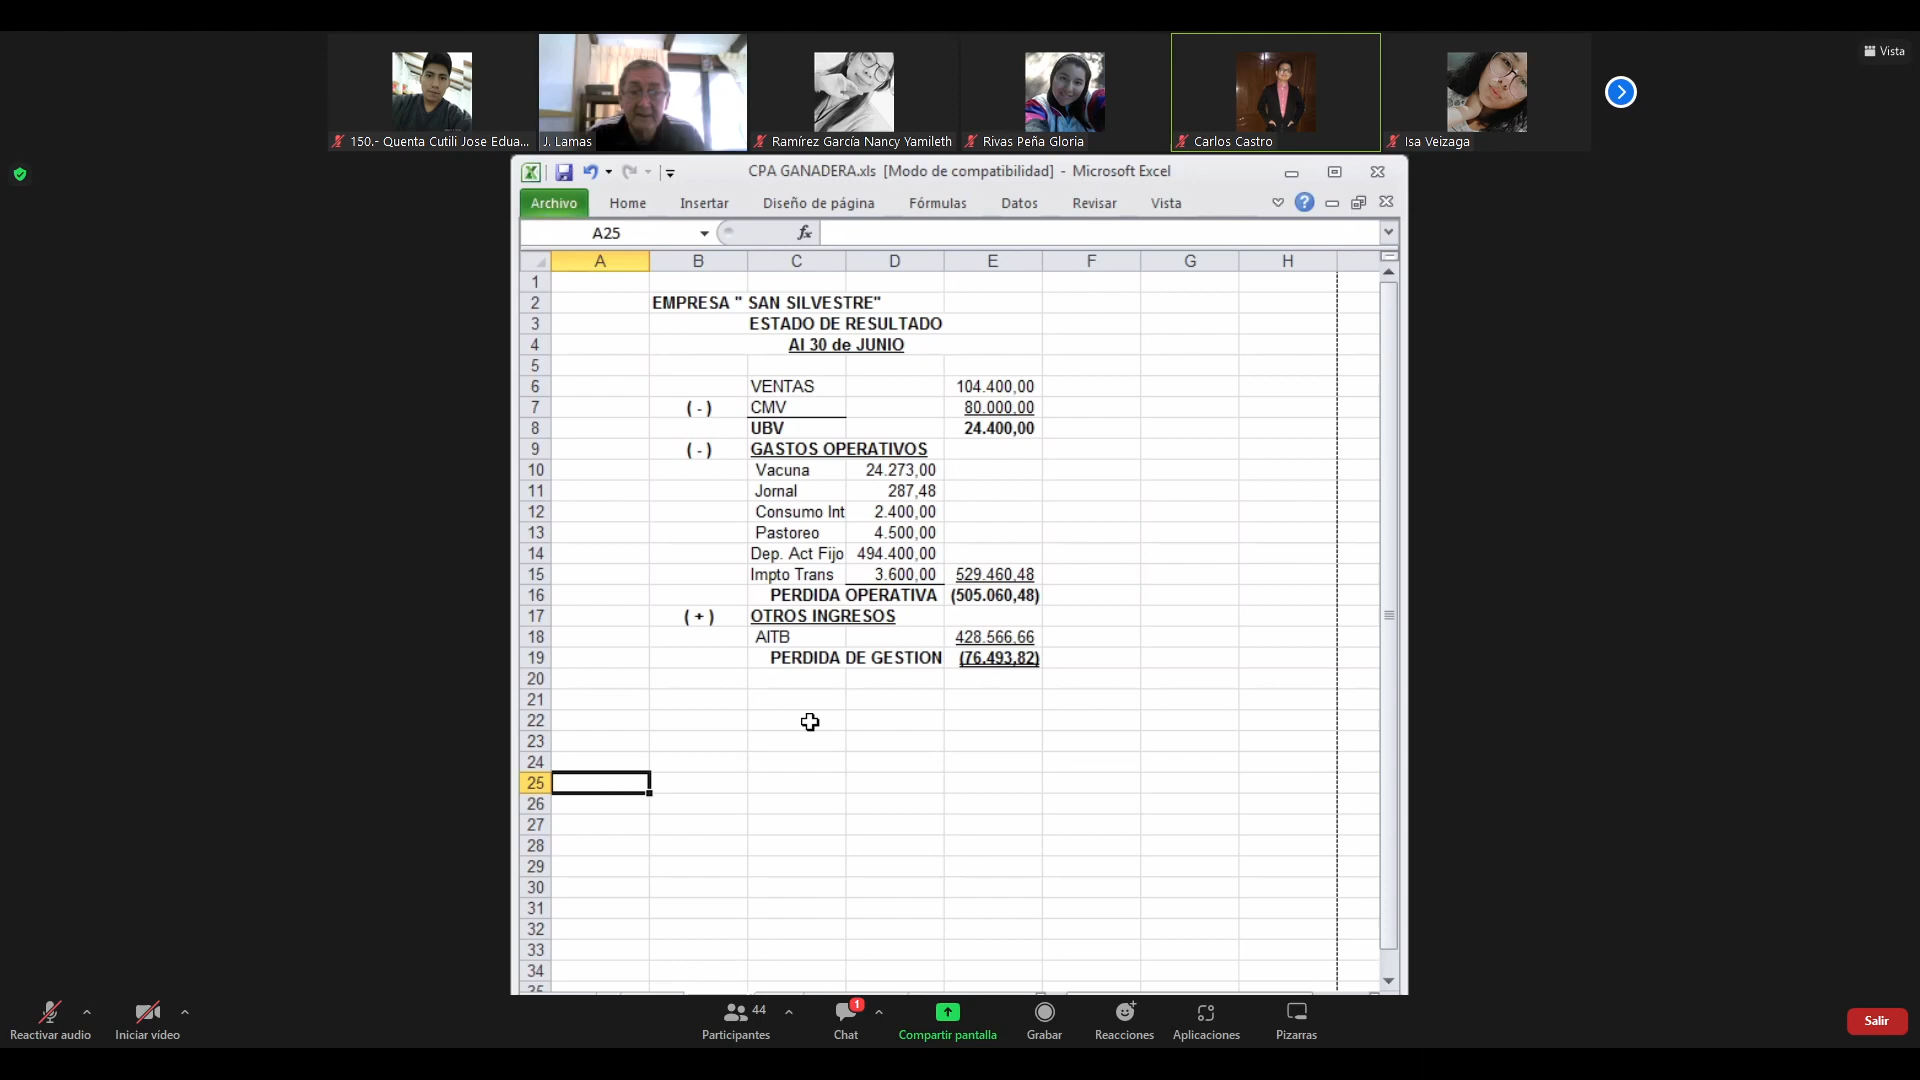 Vista
150.- Quenta Cutili Jose Edua...
J. Lamas
Ramírez García Nancy Yamileth
Rivas Peña Gloria
Carlos Castro
Isa Veizaga
CPA GANADERA.xls [Modo de compatibilidad] - Microsoft Excel
Archivo Home Insertar Diseño de página Fórmulas Datos Revisar Vista
A25 fx
A B C D E F G H
1
2 EMPRESA " SAN SILVESTRE"
3 ESTADO DE RESULTADO
4 Al 30 de JUNIO
5
6 VENTAS 104.400,00
7 ( - ) CMV 80.000,00
8 UBV 24.400,00
9 ( - ) GASTOS OPERATIVOS
10 Vacuna 24.273,00
11 Jornal 287,48
12 Consumo Int 2.400,00
13 Pastoreo 4.500,00
14 Dep. Act Fijo 494.400,00
15 Impto Trans 3.600,00 529.460,48
16 PERDIDA OPERATIVA (505.060,48)
17 ( + ) OTROS INGRESOS
18 AITB 428.566,66
19 PERDIDA DE GESTION (76.493,82)
20
21
22
23
24
25
26
27
28
29
30
31
32
33
34
35
Reactivar audio Iniciar vídeo Participantes 44 Chat 1 Compartir pantalla Grabar Reacciones Aplicaciones Pizarras Salir